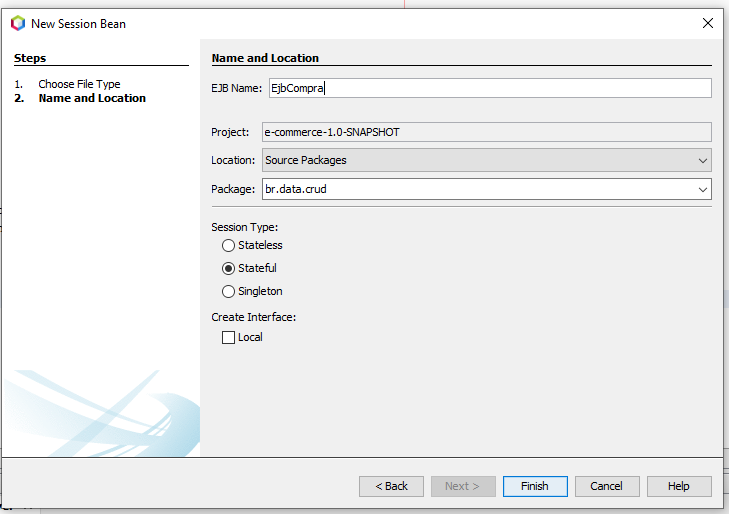 New Session Bean
Steps
1. Choose File Type
2. Name and Location
Name and Location
EJB Name: EjbCompra
Project: e-commerce-1.0-SNAPSHOT
Location: Source Packages
Package: br.data.crud
Session Type:
Stateless
Stateful
Singleton
Create Interface:
Local
< Back
Next >
Finish
Cancel
Help